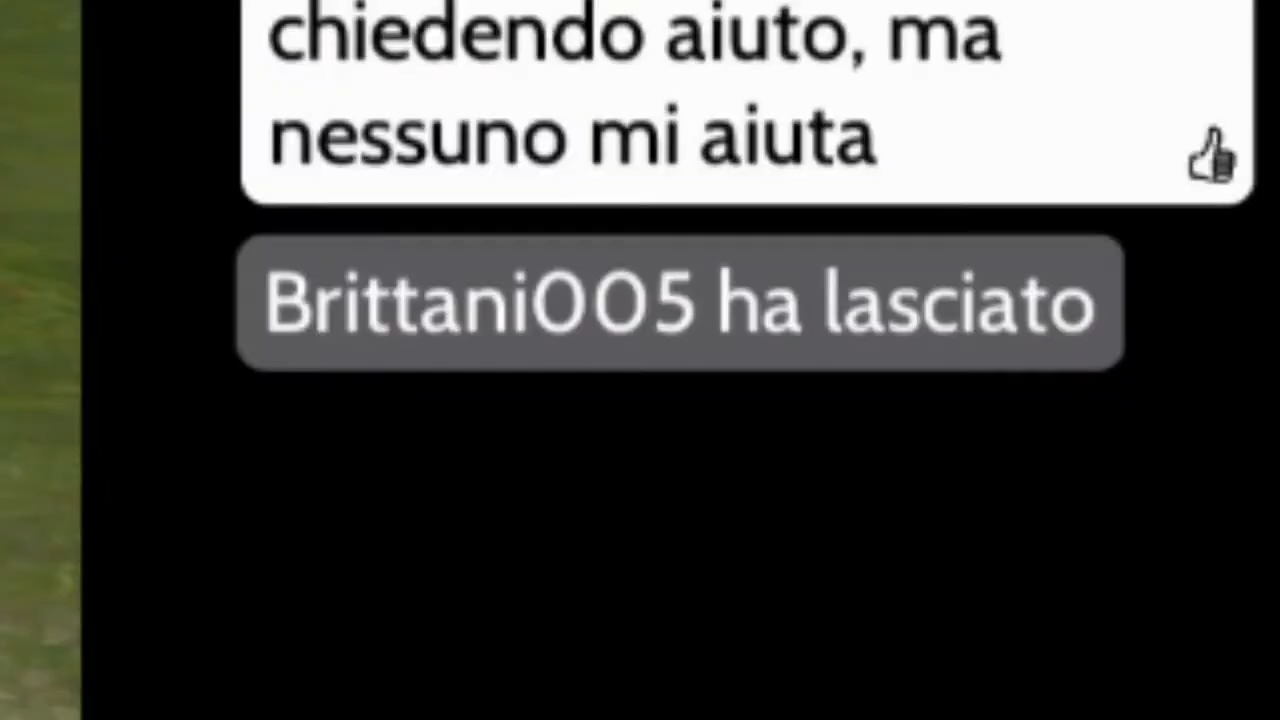 chiedendo aiuto, ma
nessuno mi aiuta
Brittani005 ha lasciato